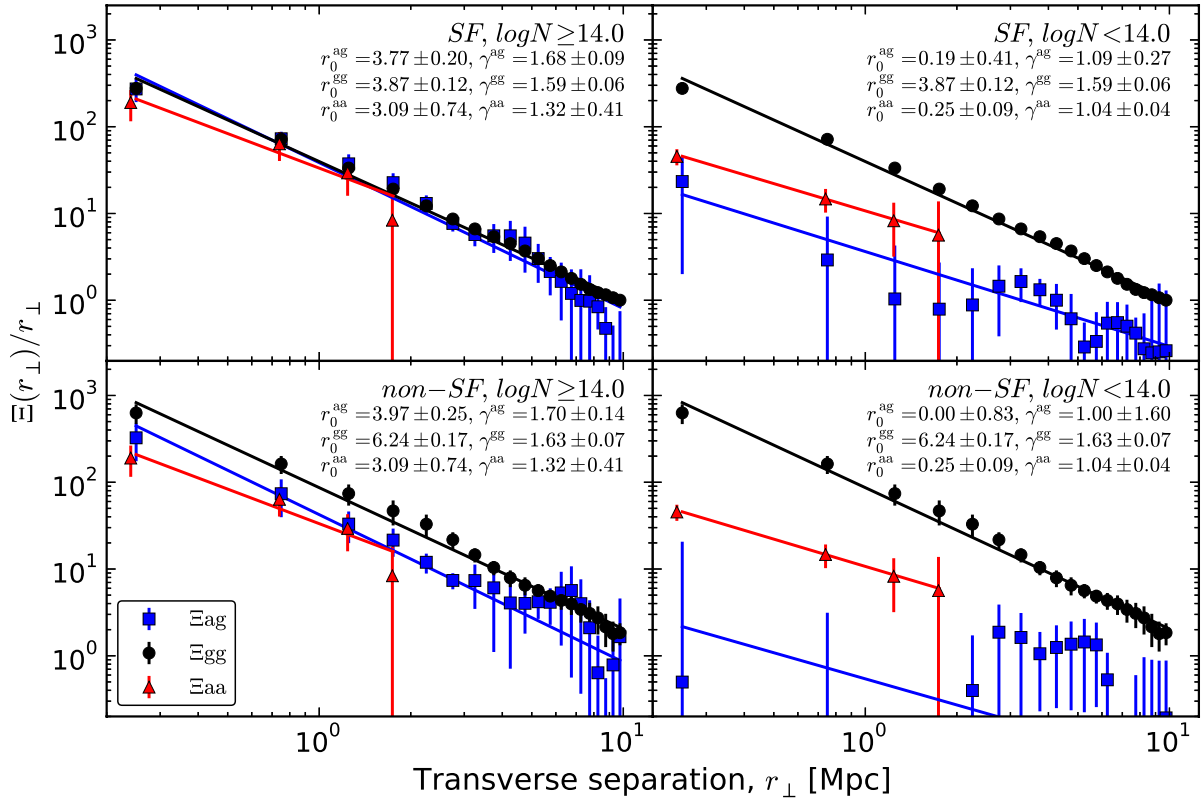 SF, logN ≥14.0
r₀ᵃᵍ =3.77±0.20, γᵃᵍ =1.68±0.09
r₀ᵍᵍ =3.87±0.12, γᵍᵍ =1.59±0.06
r₀ᵃᵃ =3.09±0.74, γᵃᵃ =1.32±0.41
SF, logN <14.0
r₀ᵃᵍ =0.19±0.41, γᵃᵍ =1.09±0.27
r₀ᵍᵍ =3.87±0.12, γᵍᵍ =1.59±0.06
r₀ᵃᵃ =0.25±0.09, γᵃᵃ =1.04±0.04
10³
10²
10¹
10⁰
Ξ(r⊥)/r⊥
non−SF, logN ≥14.0
r₀ᵃᵍ =3.97±0.25, γᵃᵍ =1.70±0.14
r₀ᵍᵍ =6.24±0.17, γᵍᵍ =1.63±0.07
r₀ᵃᵃ =3.09±0.74, γᵃᵃ =1.32±0.41
non−SF, logN <14.0
r₀ᵃᵍ =0.00±0.83, γᵃᵍ =1.00±1.60
r₀ᵍᵍ =6.24±0.17, γᵍᵍ =1.63±0.07
r₀ᵃᵃ =0.25±0.09, γᵃᵃ =1.04±0.04
10³
10²
10¹
10⁰
Ξag
Ξgg
Ξaa
10⁰ 10¹ 10⁰ 10¹
Transverse separation, r⊥ [Mpc]